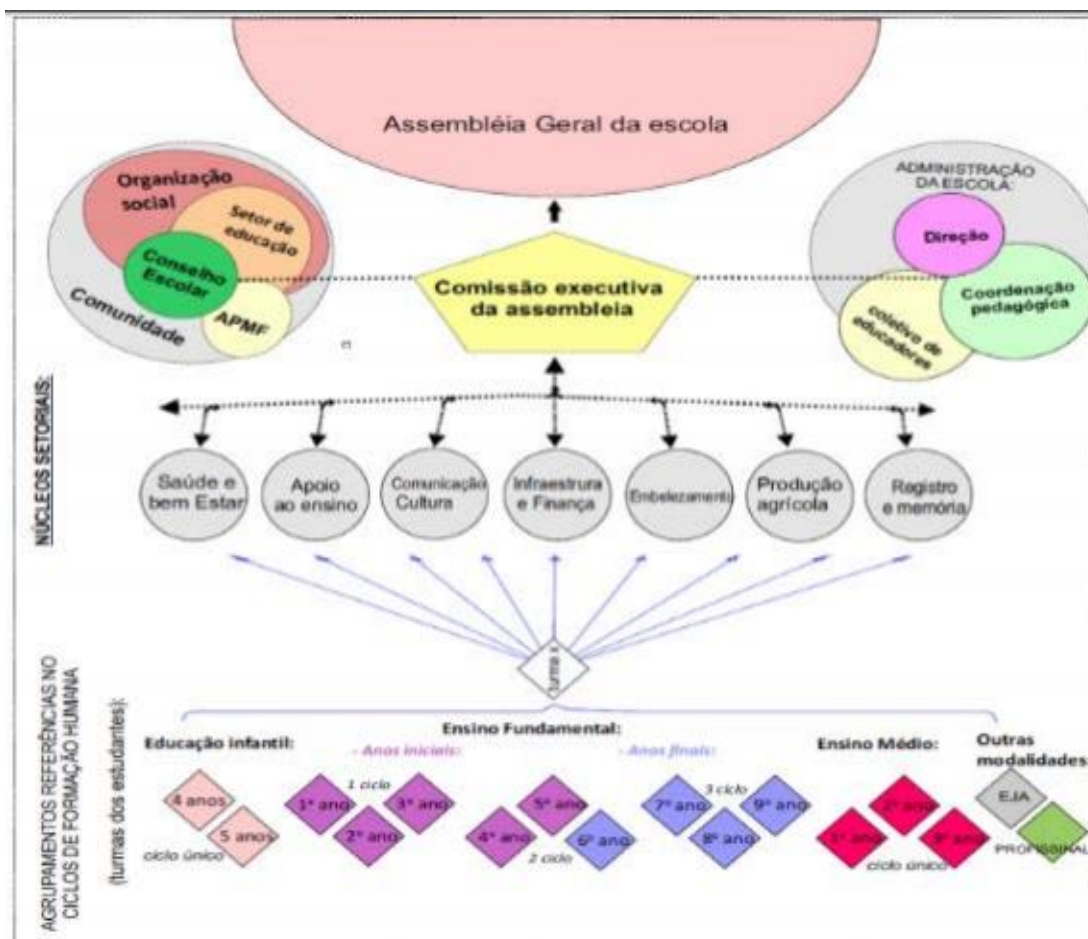 Assembléia Geral da escola
Organização
social
Setor de
educação
Conselho
Escolar
APMF
Comunidade
ADMINISTRAÇÃO
DA ESCOLA:
Direção
Coordenação
pedagógica
coletivo de
educadores
Comissão executiva
da assembleia
NÚCLEOS SETORIAIS:
Saúde e
bem Estar
Apoio
ao ensino
Comunicação
Cultura
Infraestrura
e Finança
Embelezamento
Produção
agrícola
Registro
e memória
turma x
AGRUPAMENTOS REFERÊNCIAS NO
CICLOS DE FORMAÇÃO HUMANA
(turmas dos estudantes):
Educação infantil:
4 anos
5 anos
ciclo único
Ensino Fundamental:
- Anos iniciais:
1 ciclo
1º ano
2º ano
3º ano
4º ano
5º ano
6º ano
2 ciclo
- Anos finais:
3 ciclo
7º ano
8º ano
9º ano
Ensino Médio:
1º ano
2º ano
3º ano
ciclo único
Outras
modalidades:
EJA
PROFISSINAL